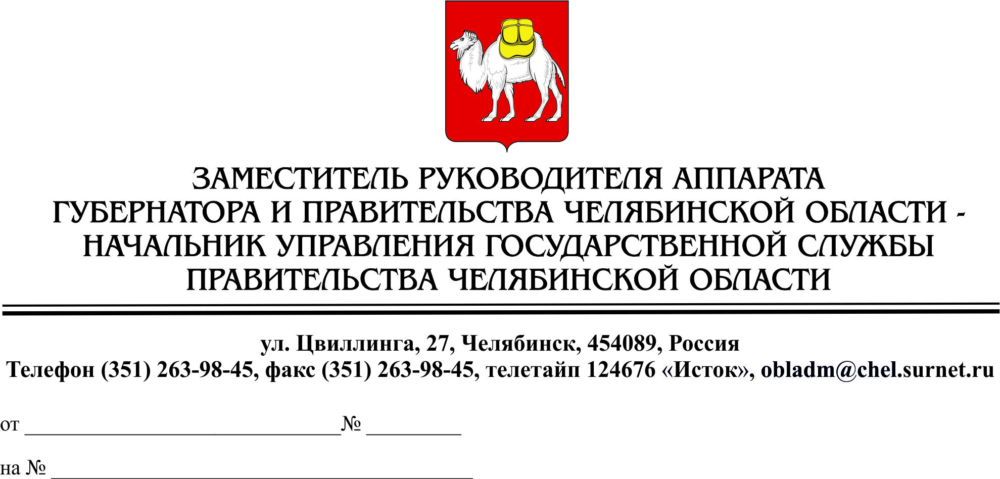 ЗАМЕСТИТЕЛЬ РУКОВОДИТЕЛЯ АППАРАТА
ГУБЕРНАТОРА И ПРАВИТЕЛЬСТВА ЧЕЛЯБИНСКОЙ ОБЛАСТИ -
НАЧАЛЬНИК УПРАВЛЕНИЯ ГОСУДАРСТВЕННОЙ СЛУЖБЫ
ПРАВИТЕЛЬСТВА ЧЕЛЯБИНСКОЙ ОБЛАСТИ
ул. Цвиллинга, 27, Челябинск, 454089, Россия
Телефон (351) 263-98-45, факс (351) 263-98-45, телетайп 124676 «Исток», obladm@chel.surnet.ru
от ______________________________№ _________
на № ________________________________________